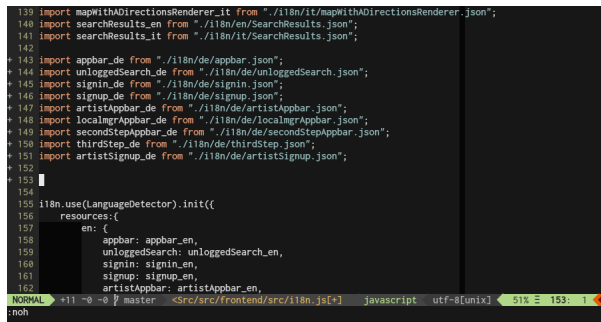 139 import mapWithADirectionsRenderer_it from "./i18n/it/mapWithADirectionsRenderer.json";
140 import searchResults_en from "./i18n/en/SearchResults.json";
141 import searchResults_it from "./i18n/it/SearchResults.json";
142
+ 143 import appbar_de from "./i18n/de/appbar.json";
+ 144 import unloggedSearch_de from "./i18n/de/unloggedSearch.json";
+ 145 import signin_de from "./i18n/de/signin.json";
+ 146 import signup_de from "./i18n/de/signup.json";
+ 147 import artistAppbar_de from "./i18n/de/artistAppbar.json";
+ 148 import localmgrAppbar_de from "./i18n/de/localmgrAppbar.json";
+ 149 import secondStepAppbar_de from "./i18n/de/secondStepAppbar.json";
+ 150 import thirdStep_de from "./i18n/de/thirdStep.json";
+ 151 import artistSignup_de from "./i18n/de/artistSignup.json";
+ 152
+ 153
154
155 i18n.use(LanguageDetector).init({
156 resources:{
157 en: {
158 appbar: appbar_en,
159 unloggedSearch: unloggedSearch_en,
160 signin: signin_en,
161 signup: signup_en,
162 artistAppbar: artistAppbar_en,
NORMAL +11 ~0 -0 master <Src/src/frontend/src/i18n.js[+] javascript utf-8[unix] 51% ☰ 153: 1
:noh